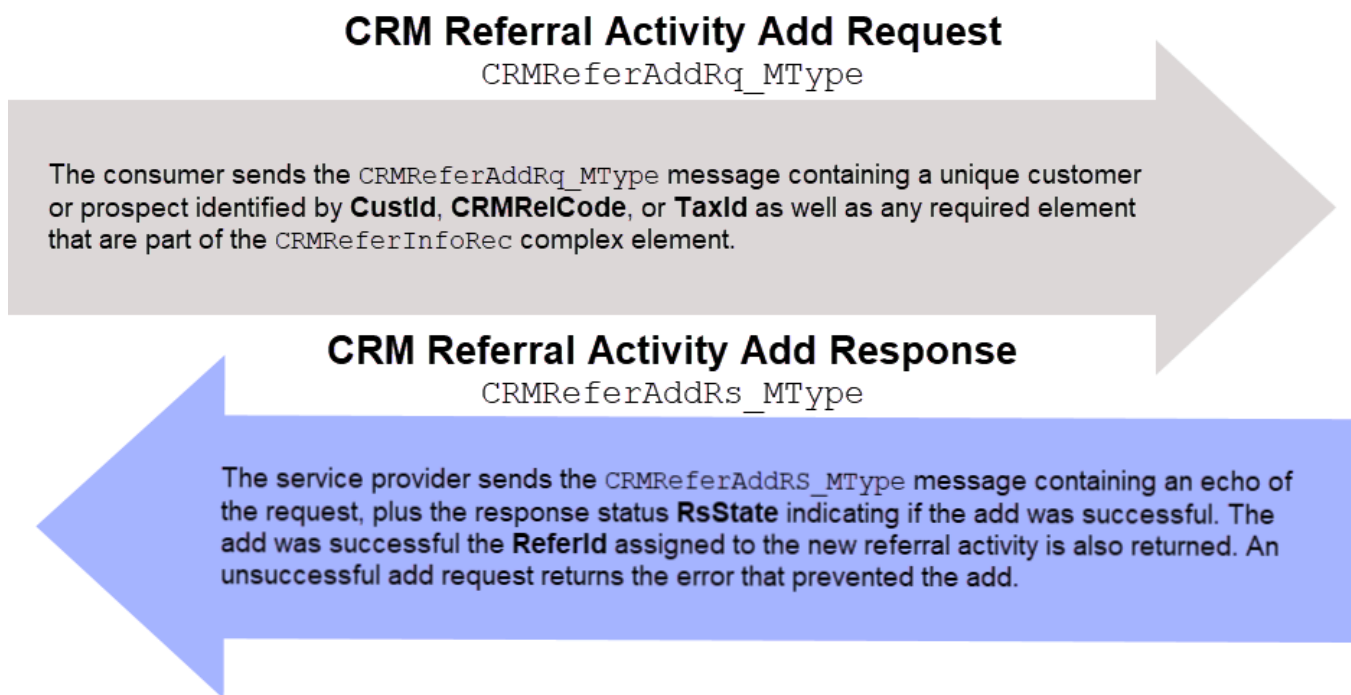 CRM Referral Activity Add Request
CRMReferAddRq_MType
The consumer sends the CRMReferAddRq_MType message containing a unique customer
or prospect identified by CustId, CRMRelCode, or TaxId as well as any required element
that are part of the CRMReferInfoRec complex element.
CRM Referral Activity Add Response
CRMReferAddRs_MType
The service provider sends the CRMReferAddRS_MType message containing an echo of
the request, plus the response status RsState indicating if the add was successful. The
add was successful the ReferId assigned to the new referral activity is also returned. An
unsuccessful add request returns the error that prevented the add.